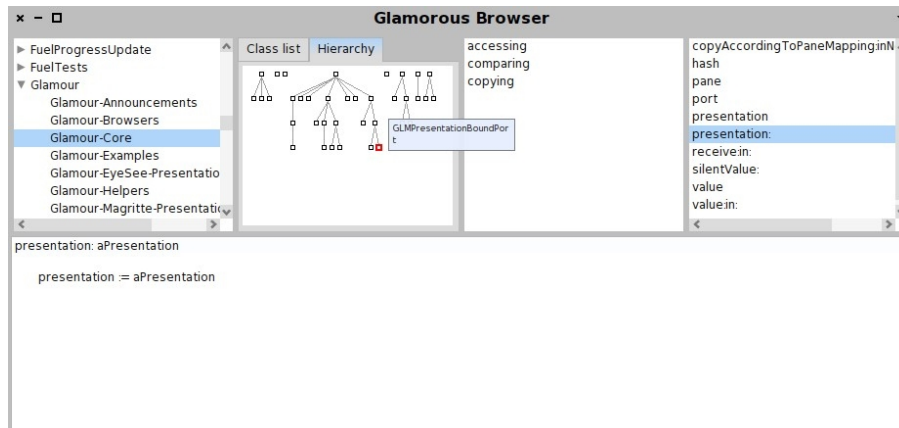 Glamorous Browser
FuelProgressUpdate
FuelTests
Glamour
Glamour-Announcements
Glamour-Browsers
Glamour-Core
Glamour-Examples
Glamour-EyeSee-Presentatio
Glamour-Helpers
Glamour-Magritte-Presentatic
Class list
Hierarchy
GLMPresentationBoundPor
t
accessing
comparing
copying
copyAccordingToPaneMapping:inN
hash
pane
port
presentation
presentation:
receive:in:
silentValue:
value
value:in:
presentation: aPresentation
presentation := aPresentation